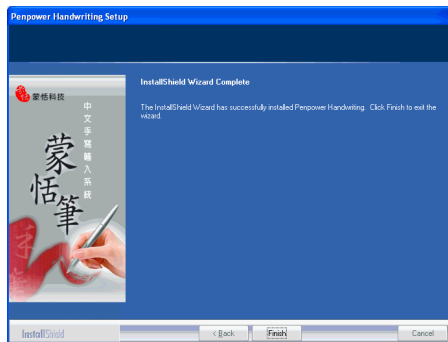 Penpower Handwriting Setup
InstallShield Wizard Complete
The InstallShield Wizard has successfully installed Penpower Handwriting. Click Finish to exit the
wizard.
蒙恬科技
中文手寫輸入系統
蒙恬筆
InstallShield
< Back
Finish
Cancel